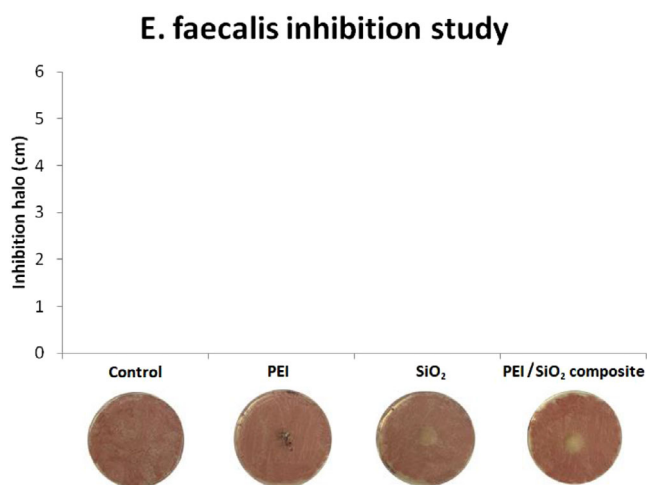 E. faecalis inhibition study
6
5
4
3
2
1
0
Inhibition halo (cm)
Control PEI SiO₂ PEI/SiO₂ composite